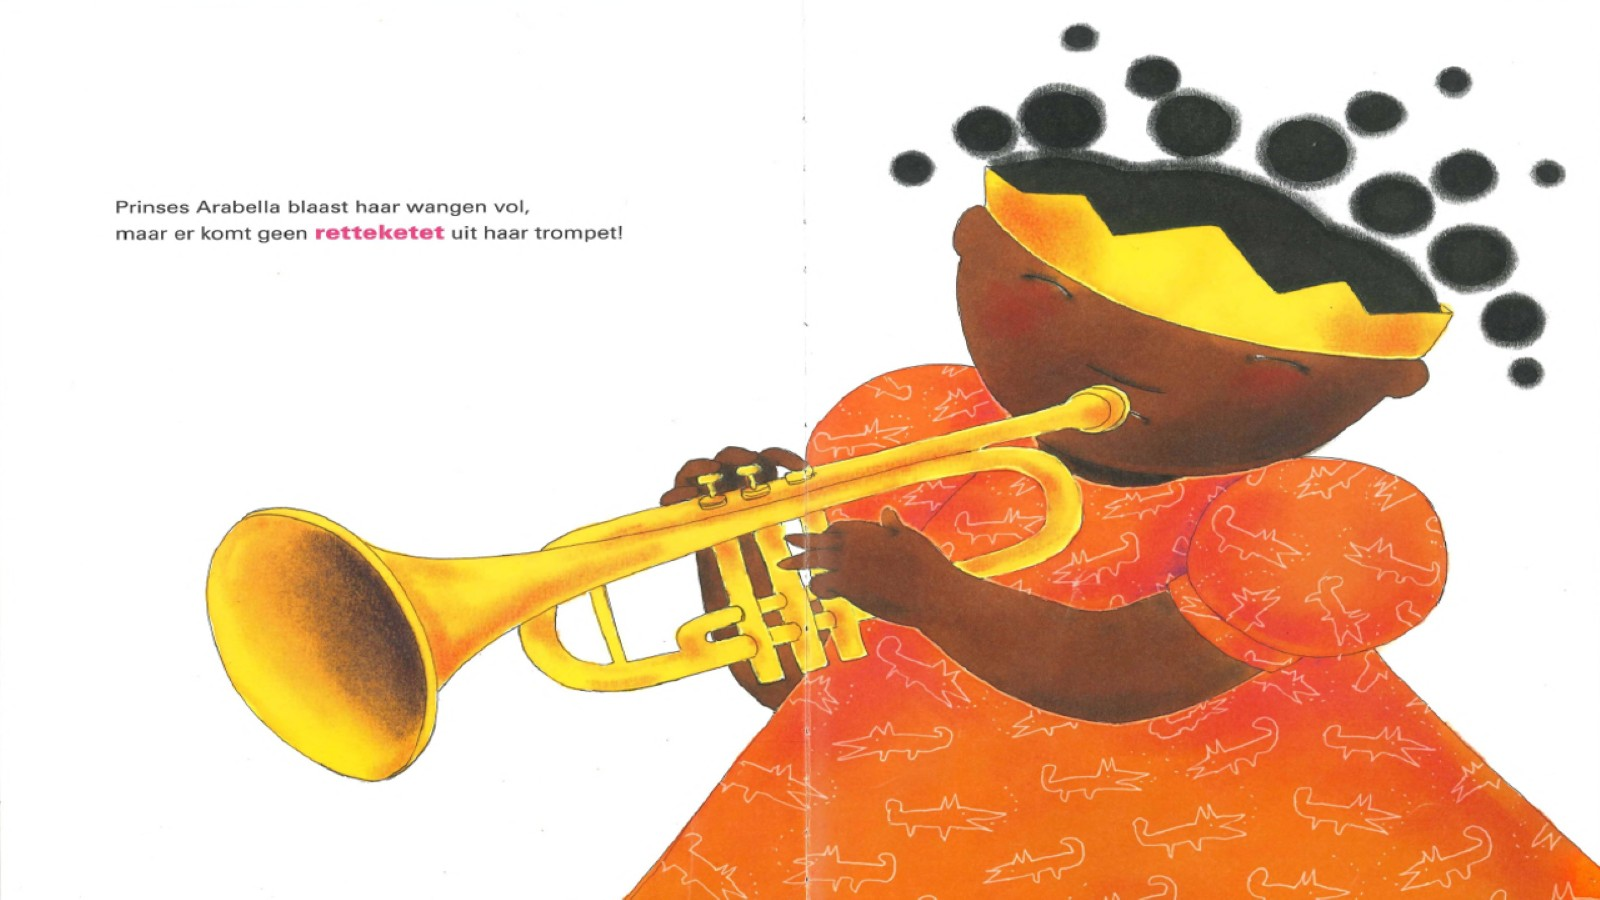 Prinses Arabella blaast haar wangen vol,
maar er komt geen retteketet uit haar trompet!